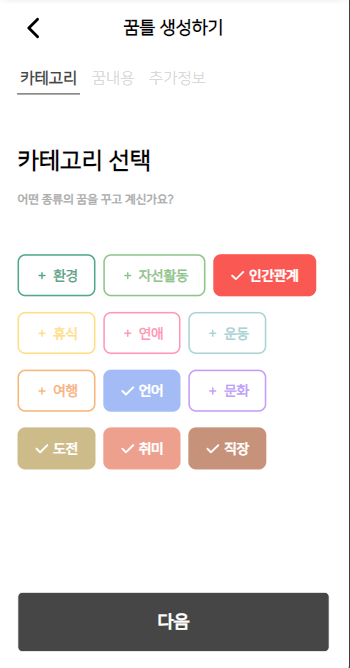 꿈틀 생성하기
카테고리 꿈내용 추가정보
카테고리 선택
어떤 종류의 꿈을 꾸고 계신가요?
+ 환경 + 자선활동 ✓ 인간관계
+ 휴식 + 연애 + 운동
+ 여행 ✓ 언어 + 문화
✓ 도전 ✓ 취미 ✓ 직장
다음